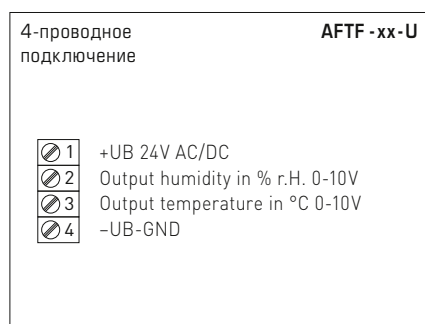 4-проводное AFTF - xx - U
подключение
1 +UB 24V AC/DC
2 Output humidity in % r.H. 0-10V
3 Output temperature in °C 0-10V
4 –UB-GND